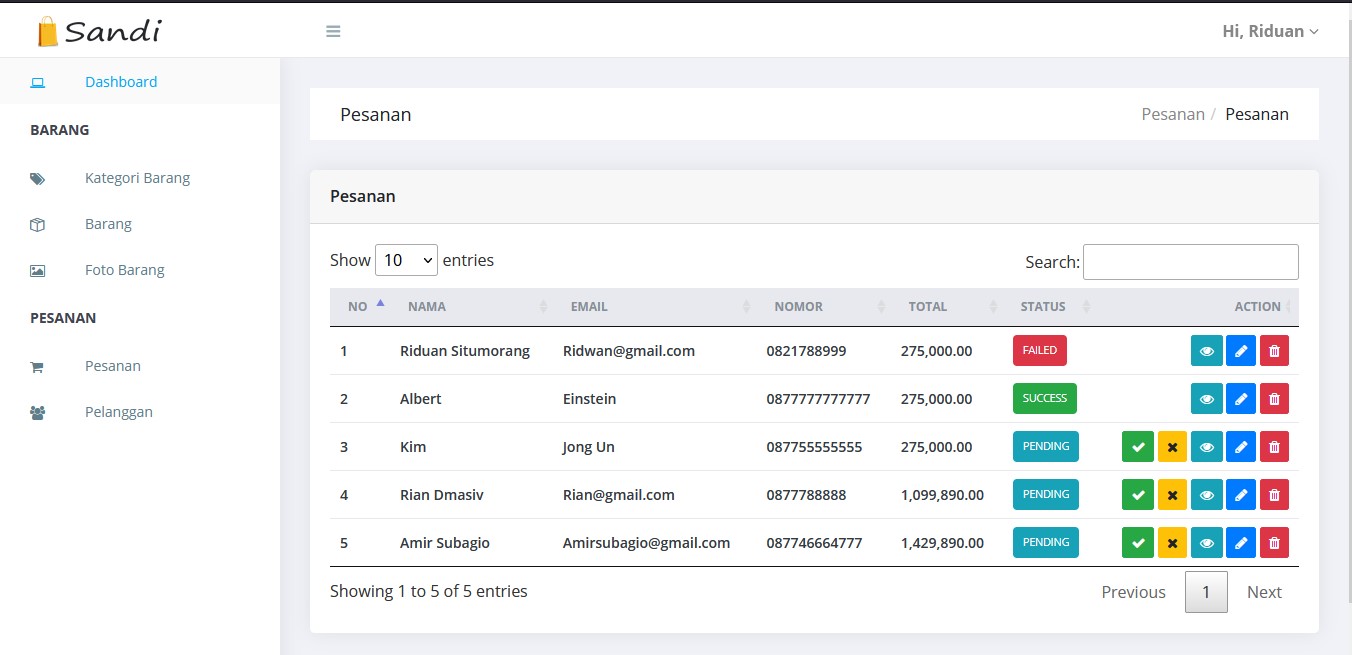 Sandi
Hi, Riduan
Dashboard
BARANG
Kategori Barang
Barang
Foto Barang
PESANAN
Pesanan
Pelanggan
Pesanan
Pesanan / Pesanan
Pesanan
Show 10 entries
Search:
NO NAMA EMAIL NOMOR TOTAL STATUS ACTION
1 Riduan Situmorang Ridwan@gmail.com 0821788999 275,000.00 FAILED
2 Albert Einstein 0877777777777 275,000.00 SUCCESS
3 Kim Jong Un 087755555555 275,000.00 PENDING
4 Rian Dmasiv Rian@gmail.com 0877788888 1,099,890.00 PENDING
5 Amir Subagio Amirsubagio@gmail.com 087746664777 1,429,890.00 PENDING
Showing 1 to 5 of 5 entries
Previous 1 Next